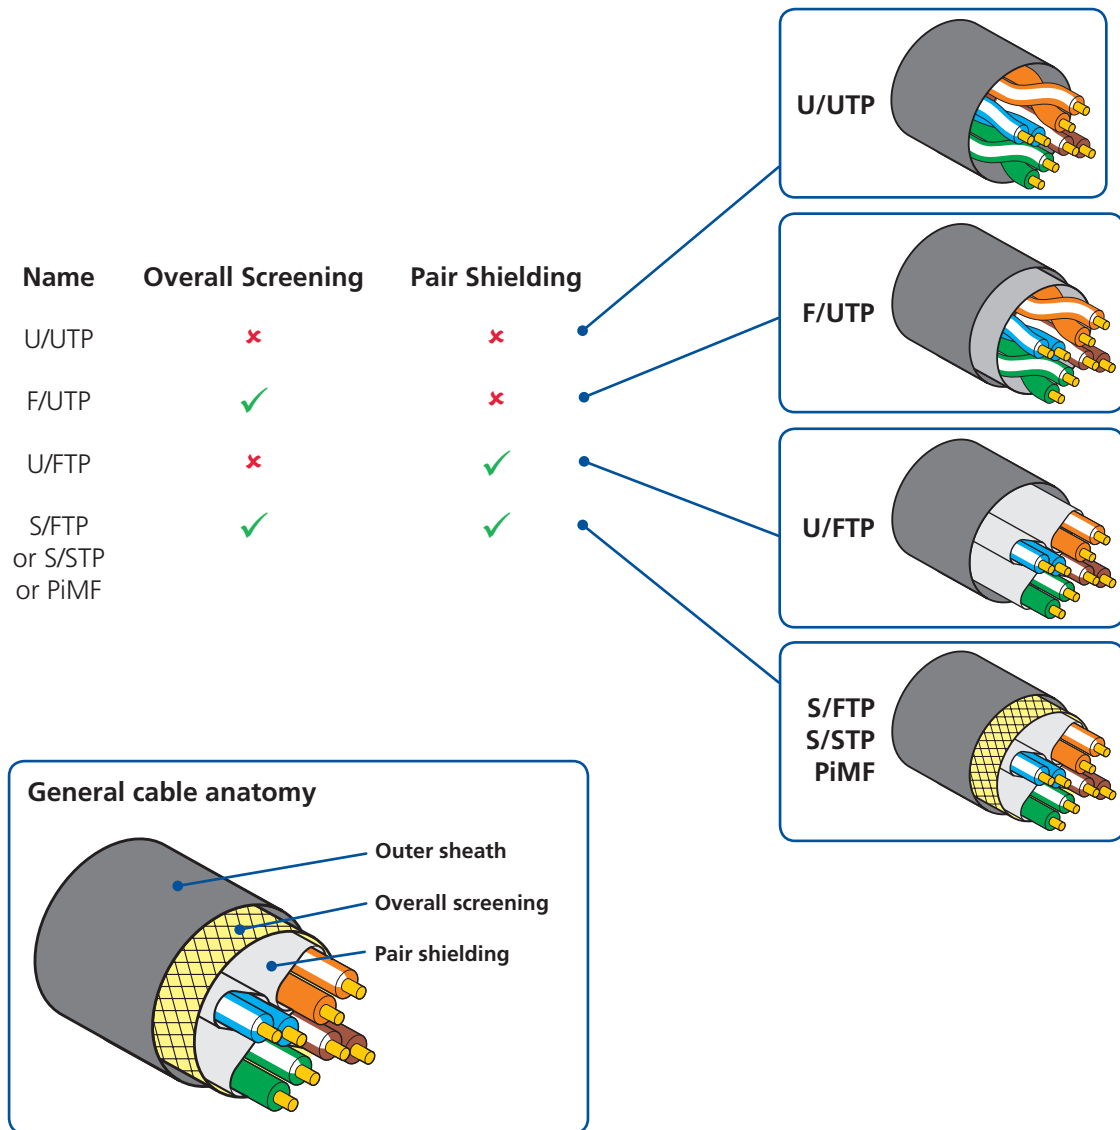 Name Overall Screening Pair Shielding
U/UTP ✗ ✗
F/UTP ✓ ✗
U/FTP ✗ ✓
S/FTP ✓ ✓
or S/STP
or PiMF
U/UTP
F/UTP
U/FTP
S/FTP
S/STP
PiMF
General cable anatomy
Outer sheath
Overall screening
Pair shielding